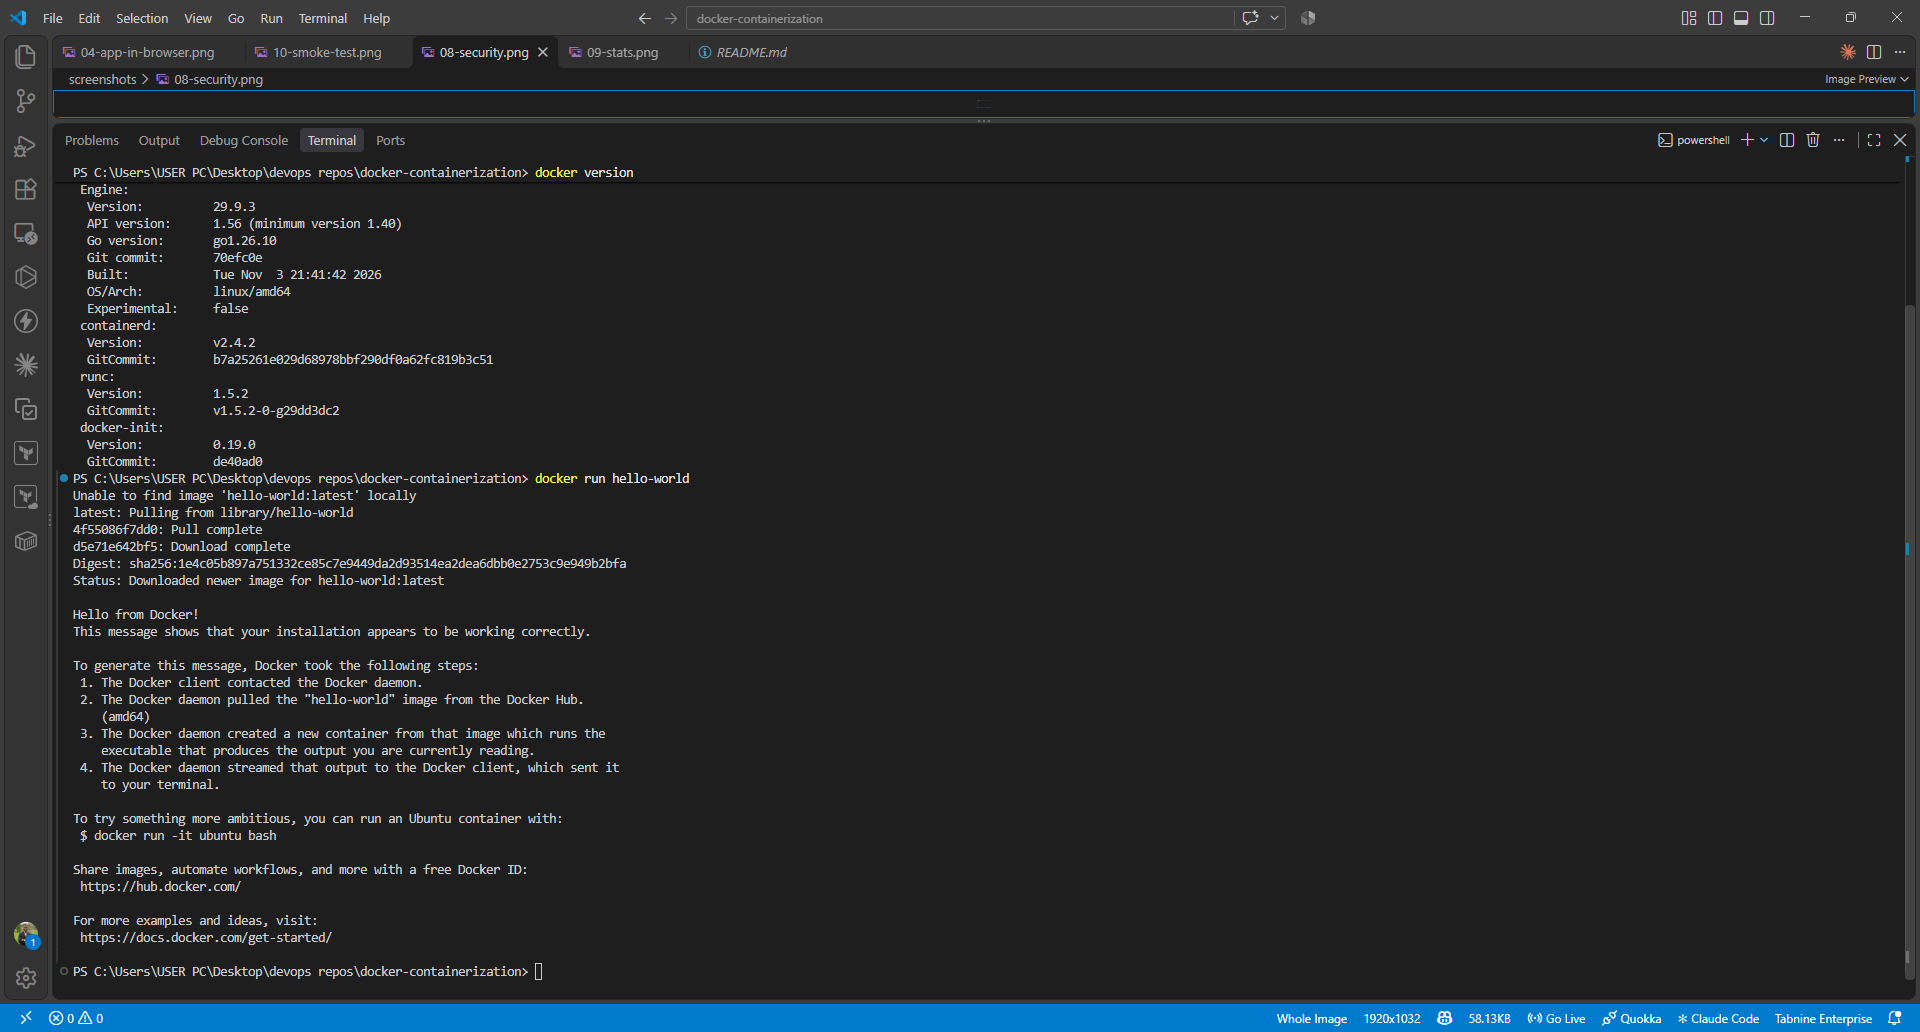 File Edit Selection View Go Run Terminal Help
docker-containerization
04-app-in-browser.png 10-smoke-test.png 08-security.png 09-stats.png README.md
screenshots > 08-security.png Image Preview
Problems Output Debug Console Terminal Ports powershell
PS C:\Users\USER PC\Desktop\devops repos\docker-containerization> docker version
Engine:
Version: 29.9.3
API version: 1.56 (minimum version 1.40)
Go version: go1.26.10
Git commit: 70efc0e
Built: Tue Nov  3 21:41:42 2026
OS/Arch: linux/amd64
Experimental: false
containerd:
Version: v2.4.2
GitCommit: b7a25261e029d68978bbf290df0a62fc819b3c51
runc:
Version: 1.5.2
GitCommit: v1.5.2-0-g29dd3dc2
docker-init:
Version: 0.19.0
GitCommit: de40ad0
PS C:\Users\USER PC\Desktop\devops repos\docker-containerization> docker run hello-world
Unable to find image 'hello-world:latest' locally
latest: Pulling from library/hello-world
4f55086f7dd0: Pull complete
d5e71e642bf5: Download complete
Digest: sha256:1e4c05b897a751332ce85c7e9449da2d93514ea2dea6dbb0e2753c9e949b2bfa
Status: Downloaded newer image for hello-world:latest
Hello from Docker!
This message shows that your installation appears to be working correctly.
To generate this message, Docker took the following steps:
1. The Docker client contacted the Docker daemon.
2. The Docker daemon pulled the "hello-world" image from the Docker Hub.
(amd64)
3. The Docker daemon created a new container from that image which runs the
executable that produces the output you are currently reading.
4. The Docker daemon streamed that output to the Docker client, which sent it
to your terminal.
To try something more ambitious, you can run an Ubuntu container with:
$ docker run -it ubuntu bash
Share images, automate workflows, and more with a free Docker ID:
https://hub.docker.com/
For more examples and ideas, visit:
https://docs.docker.com/get-started/
PS C:\Users\USER PC\Desktop\devops repos\docker-containerization>
1
0 0 Whole Image 1920x1032 58.13KB Go Live Quokka Claude Code Tabnine Enterprise